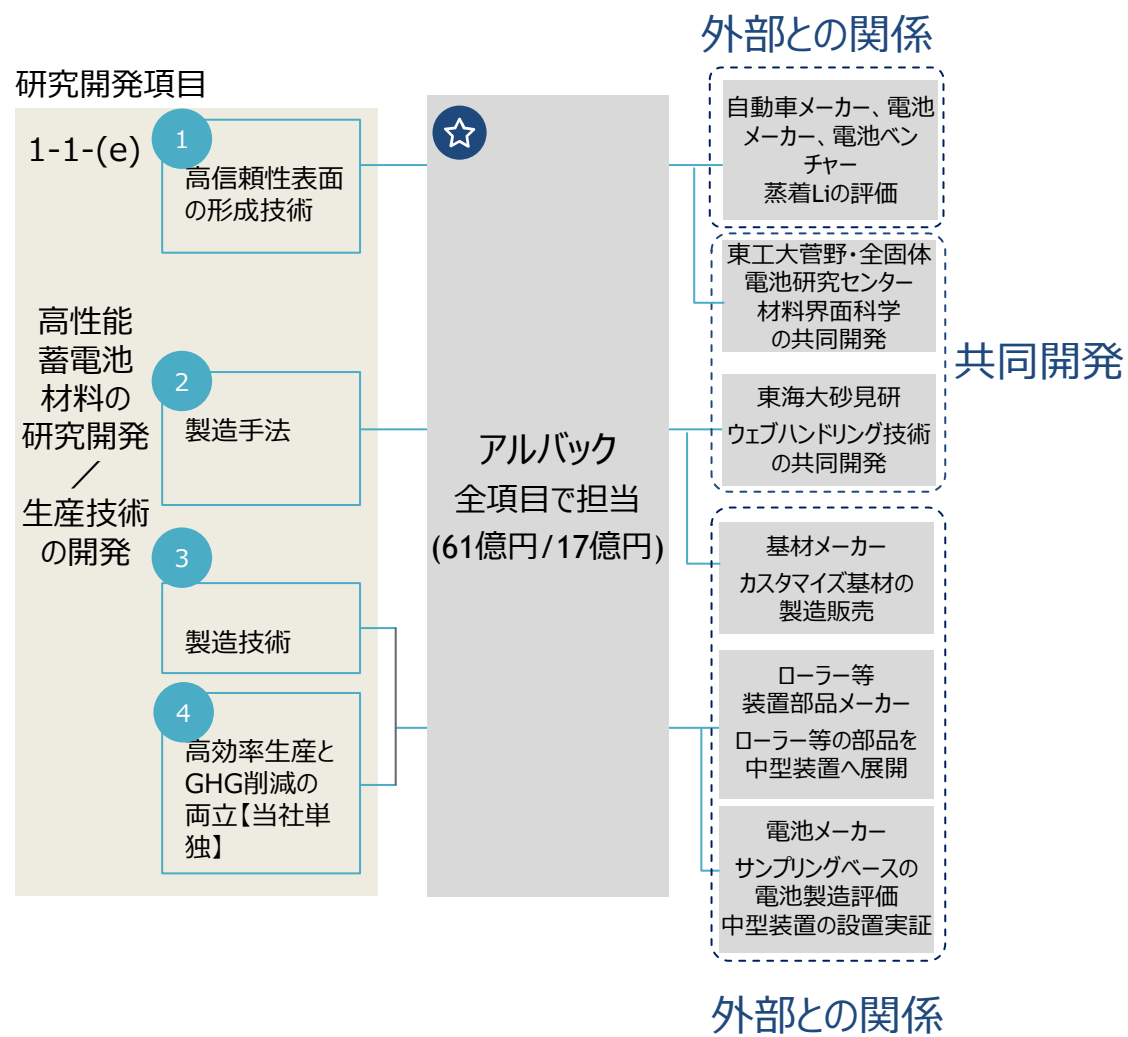 外部との関係
研究開発項目
1-1-(e)
1
高信頼性表面
の形成技術
高性能
蓄電池
材料の
研究開発
／
生産技術
の開発
2
製造手法
3
製造技術
4
高効率生産と
GHG削減の
両立【当社単
独】
アルバック
全項目で担当
(61億円/17億円)
自動車メーカー、電池
メーカー、電池ベン
チャー
蒸着Liの評価
東工大菅野・全固体
電池研究センター
材料界面科学
の共同開発
共同開発
東海大砂見研
ウェブハンドリング技術
の共同開発
基材メーカー
カスタマイズ基材の
製造販売
ローラー等
装置部品メーカー
ローラー等の部品を
中型装置へ展開
電池メーカー
サンプリングベースの
電池製造評価
中型装置の設置実証
外部との関係